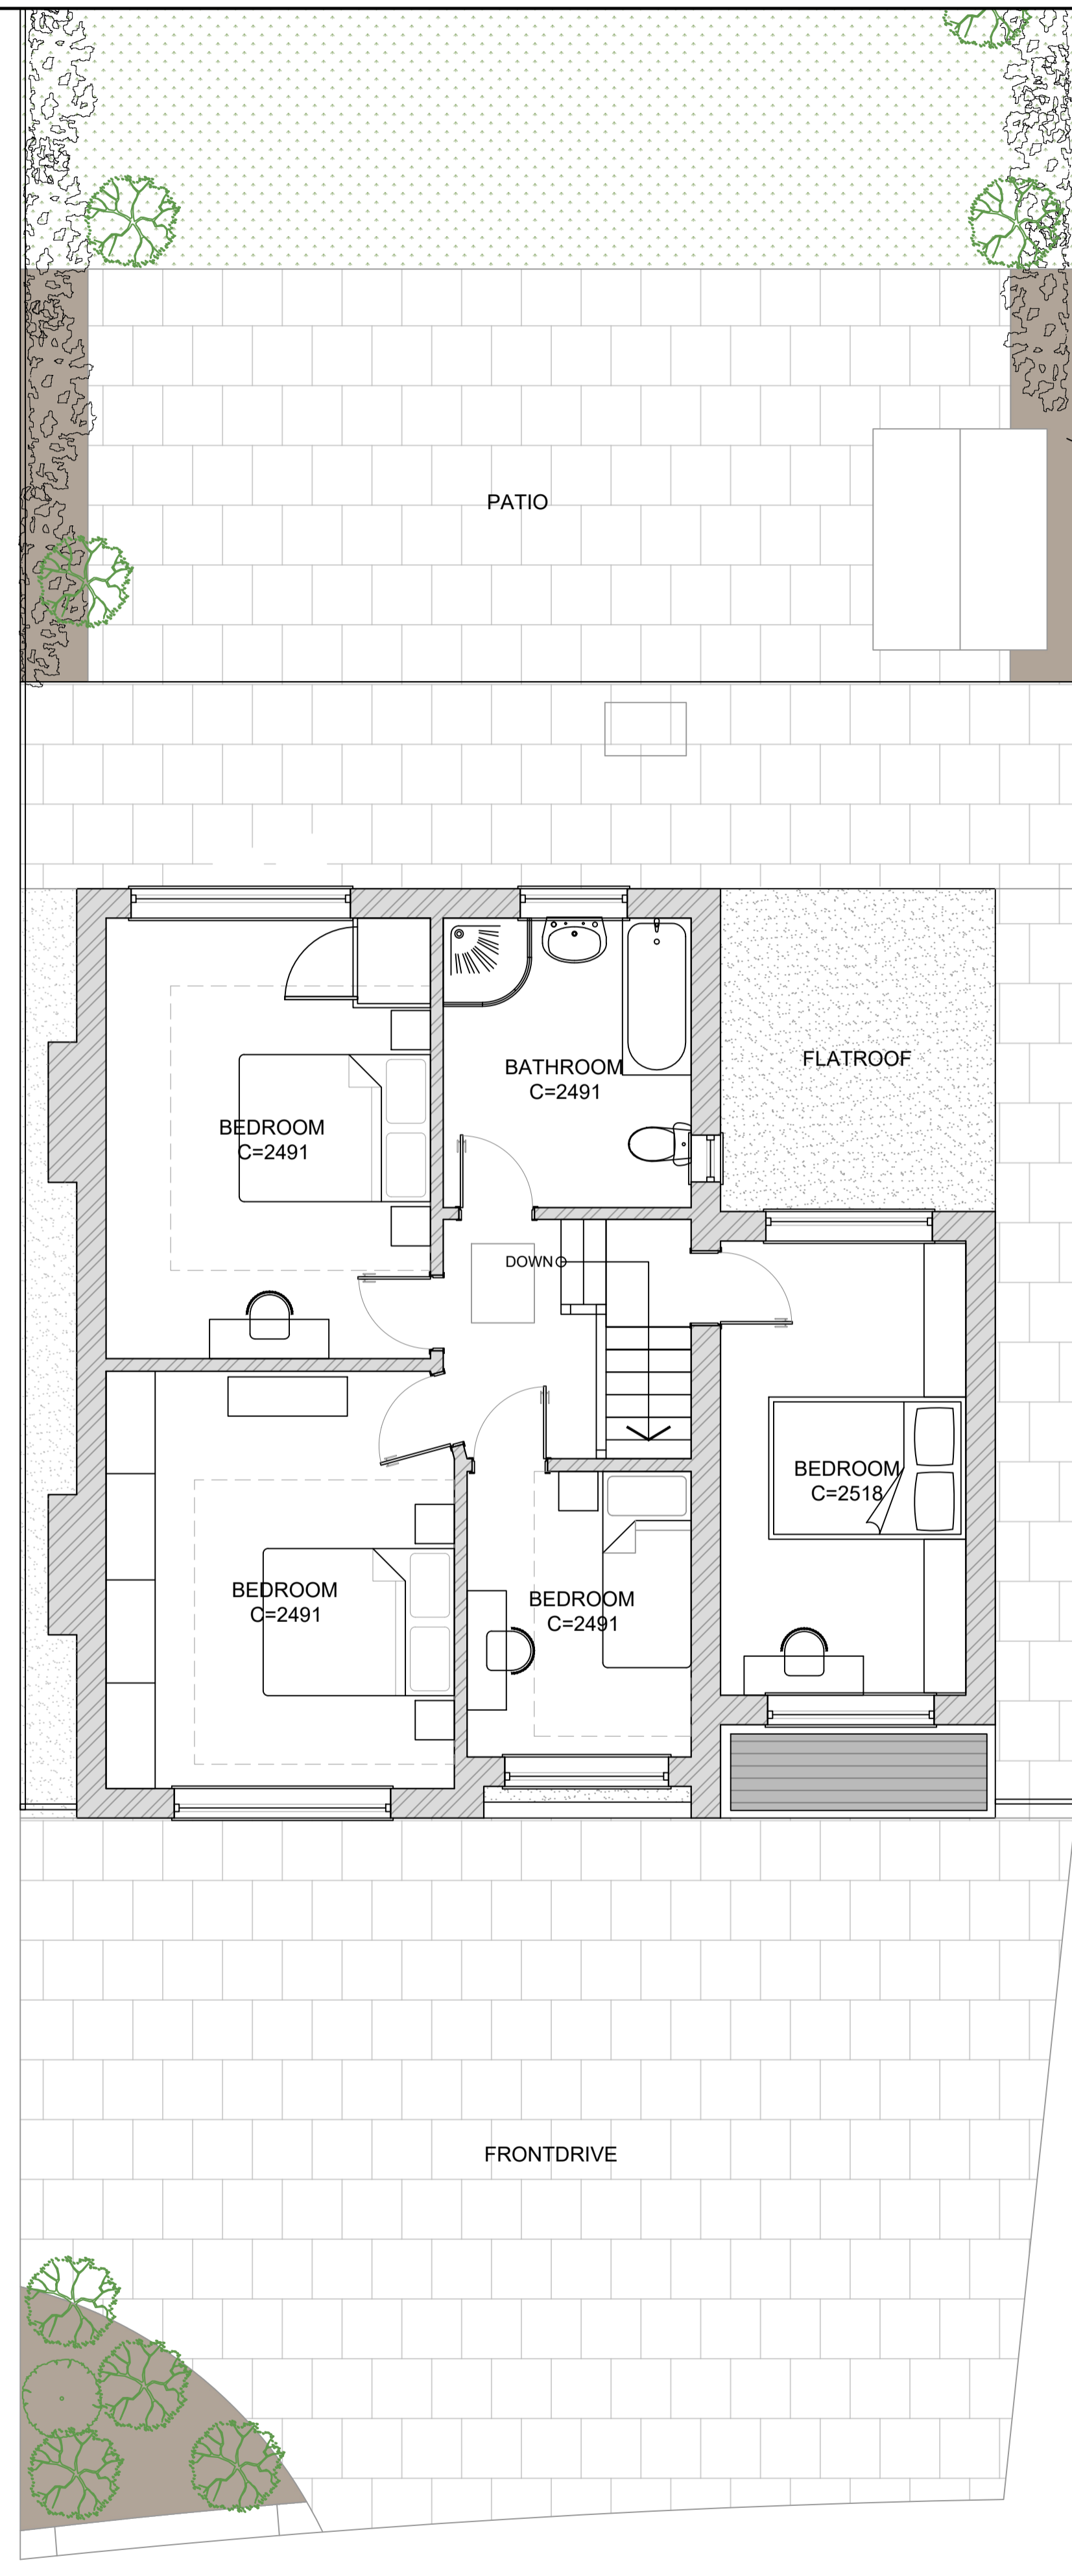 PATIO
BATHROOM
C=2491
FLATROOF
BEDROOM
C=2491
DOWN
BEDROOM
C=2518
BEDROOM
C=2491
BEDROOM
C=2491
FRONTDRIVE